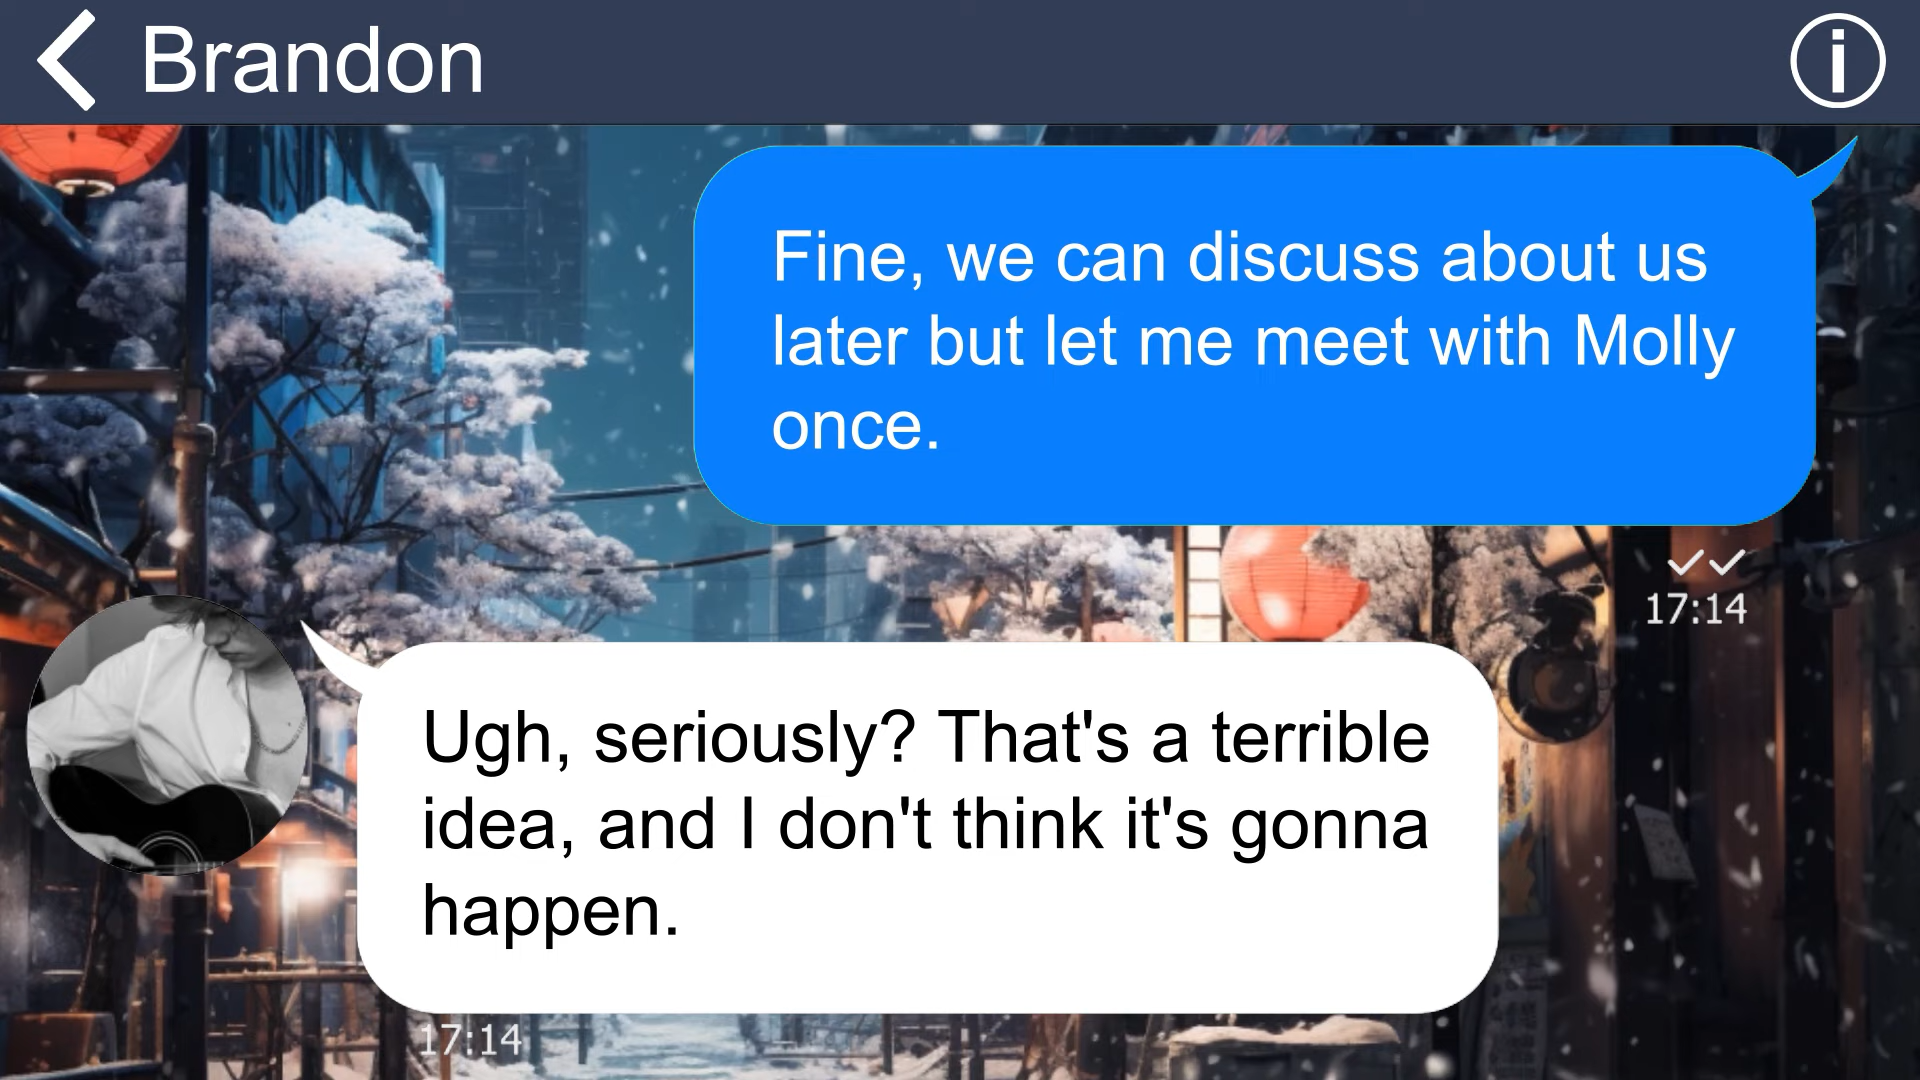 Brandon
Fine, we can discuss about us
later but let me meet with Molly
once.
17:14
Ugh, seriously? That's a terrible
idea, and I don't think it's gonna
happen.
17:14